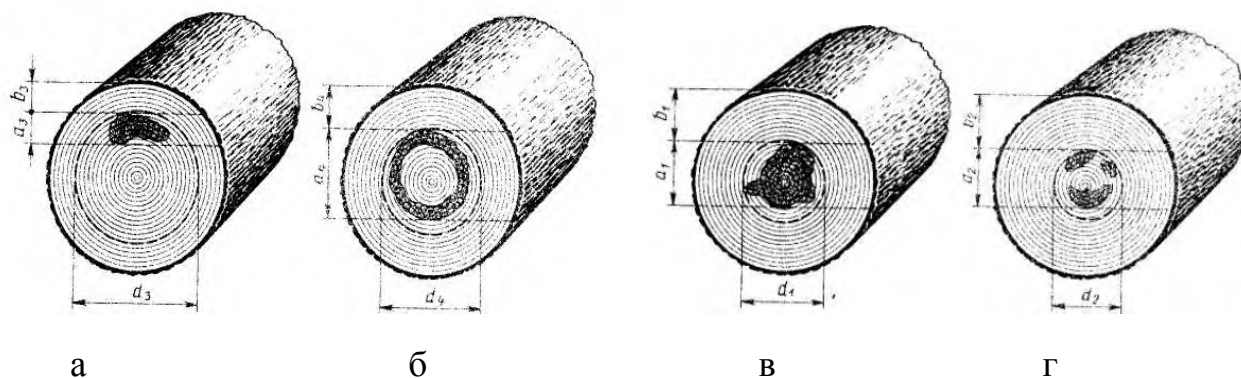 b₃
a₃
d₃
b₄
a₄
d₄
b₁
a₁
d₁
b₂
a₂
d₂
а б в г